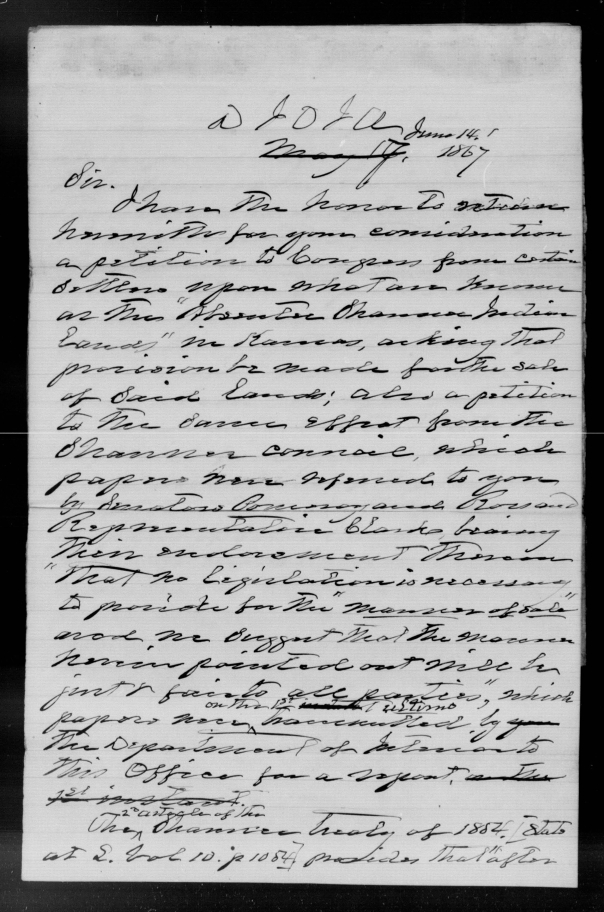 D I O I A
June 14,
May 17, 1867
Sir.
I have the honor to return
herewith for your consideration
a petition to Congress from certain
settlers upon what are known
as the "Absentee Shawnee Indian
Lands" in Kansas, asking that
provision be made for the sale
of said lands; also a petition
to the same effect from the
Shawnee council, which
papers were referred to you
by Senators Pomeroy and Ross and
Representative Clarke, bearing
their endorsement thereon
"that no legislation is necessary
to provide for the "manner of sale"
and we suggest that the manner
herein pointed out will be
just & fair to all parties", which
on the 1st instant ultimo
papers were transmitted by you
the Department of Interior to
this Office for a report, on the
1st instant.
2d article of the
The Shawnee treaty of 1854. [Stats
at L. Vol 10. p 1054] provides that "after